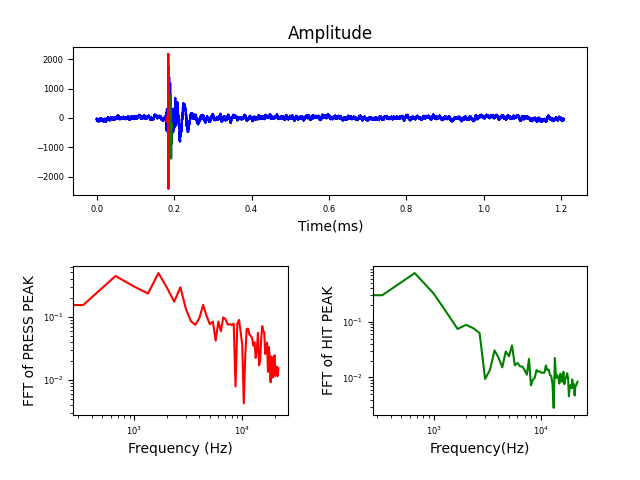 Amplitude
2000
1000
0
−1000
−2000
0.0 0.2 0.4 0.6 0.8 1.0 1.2
Time(ms)
FFT of PRESS PEAK
10⁻¹
10⁻²
10³ 10⁴
Frequency (Hz)
FFT of HIT PEAK
10⁻¹
10⁻²
10³ 10⁴
Frequency(Hz)